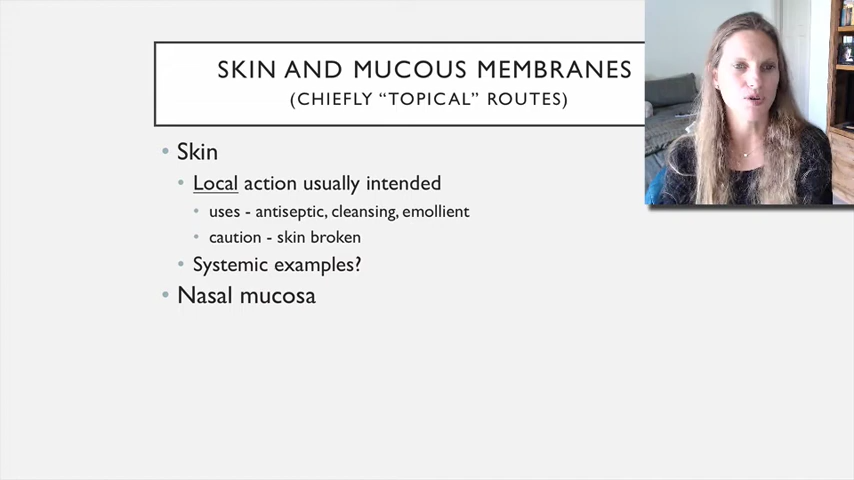 SKIN AND MUCOUS MEMBRANES
(CHIEFLY “TOPICAL” ROUTES)
• Skin
• Local action usually intended
• uses - antiseptic, cleansing, emollient
• caution - skin broken
• Systemic examples?
• Nasal mucosa